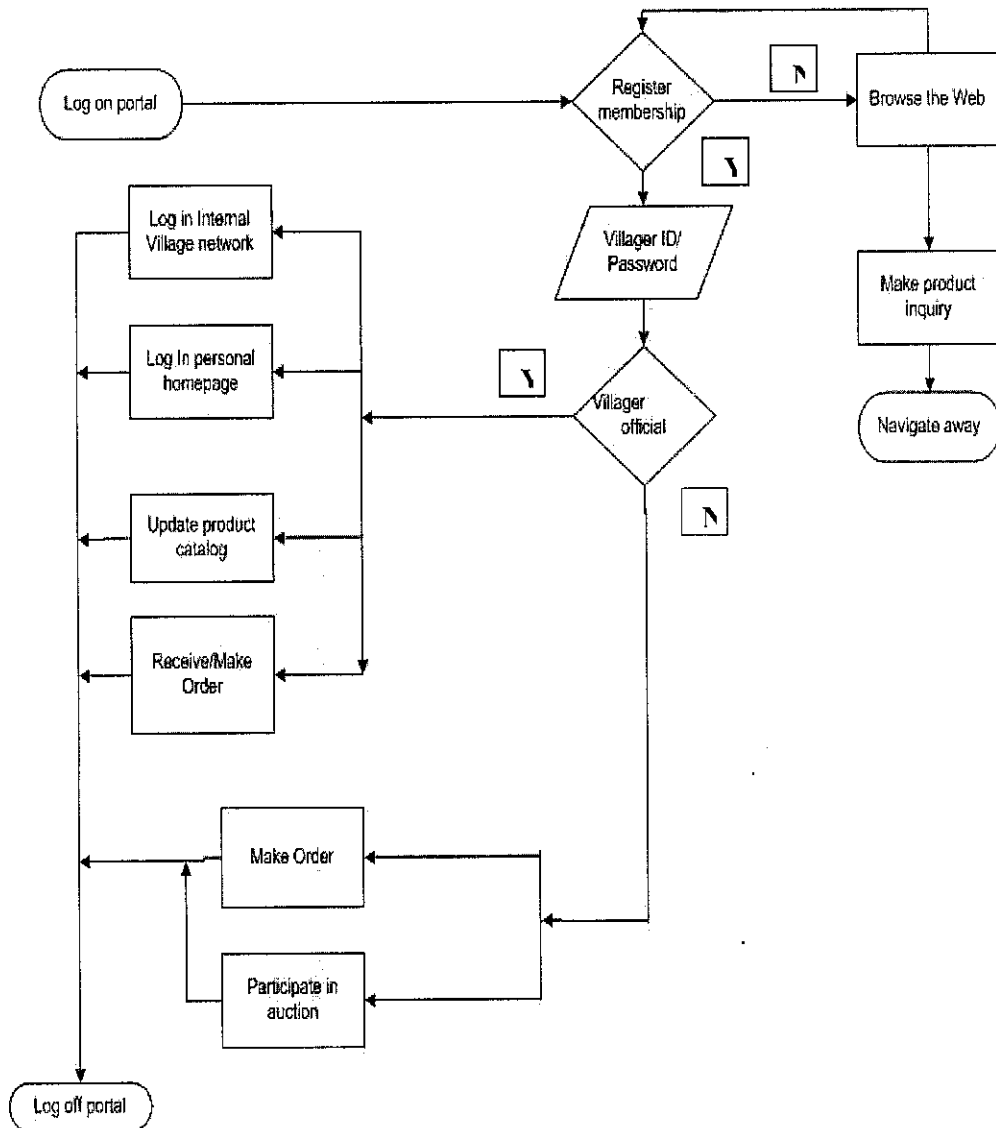 Log on portal
Register
membership
N
Browse the Web
Y
Log in Internal
Village network
Villager ID/
Password
Make product
inquiry
Log In personal
homepage
Y
Villager
official
Navigate away
N
Update product
catalog
Receive/Make
Order
Make Order
Participate in
auction
Log off portal